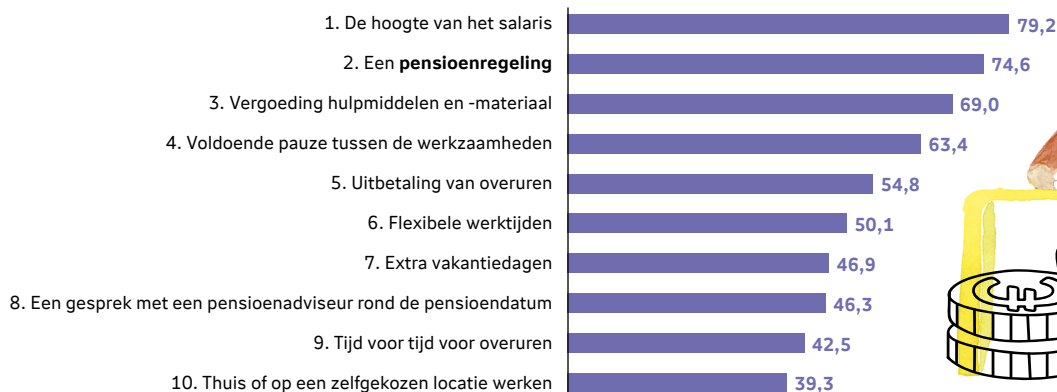 1. De hoogte van het salaris 79,2
2. Een pensioenregeling 74,6
3. Vergoeding hulpmiddelen en -materiaal 69,0
4. Voldoende pauze tussen de werkzaamheden 63,4
5. Uitbetaling van overuren 54,8
6. Flexibele werktijden 50,1
7. Extra vakantiedagen 46,9
8. Een gesprek met een pensioenadviseur rond de pensioendatum 46,3
9. Tijd voor tijd voor overuren 42,5
10. Thuis of op een zelfgekozen locatie werken 39,3